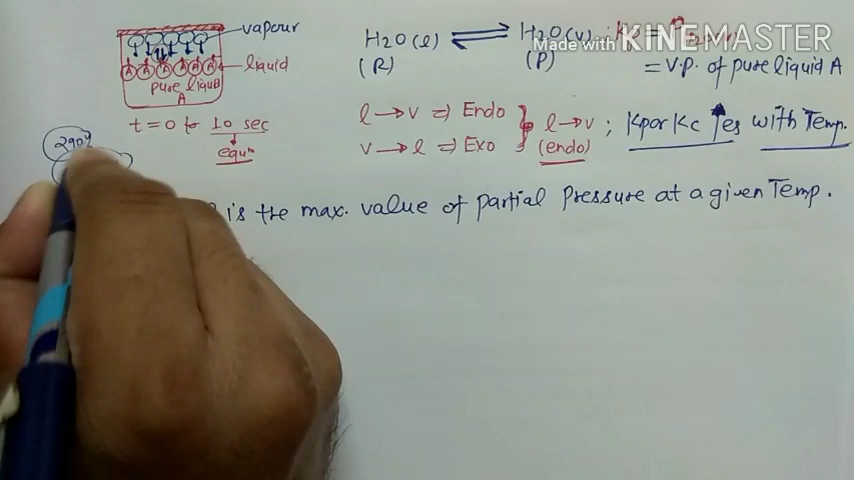 vapour
liquid
A A A A A A
pure liquid
A
t = 0 to 10 sec
equⁿ
H2O(l) ⇌ H2O(v) ; Kp = P
(R) (P)
= V.P. of pure liquid A
Made with KINEMASTER
l → v ⇒ Endo
v → l ⇒ Exo
l → v
(endo)
; Kp or Kc ↑es with Temp.
is the max. value of partial pressure at a given Temp.